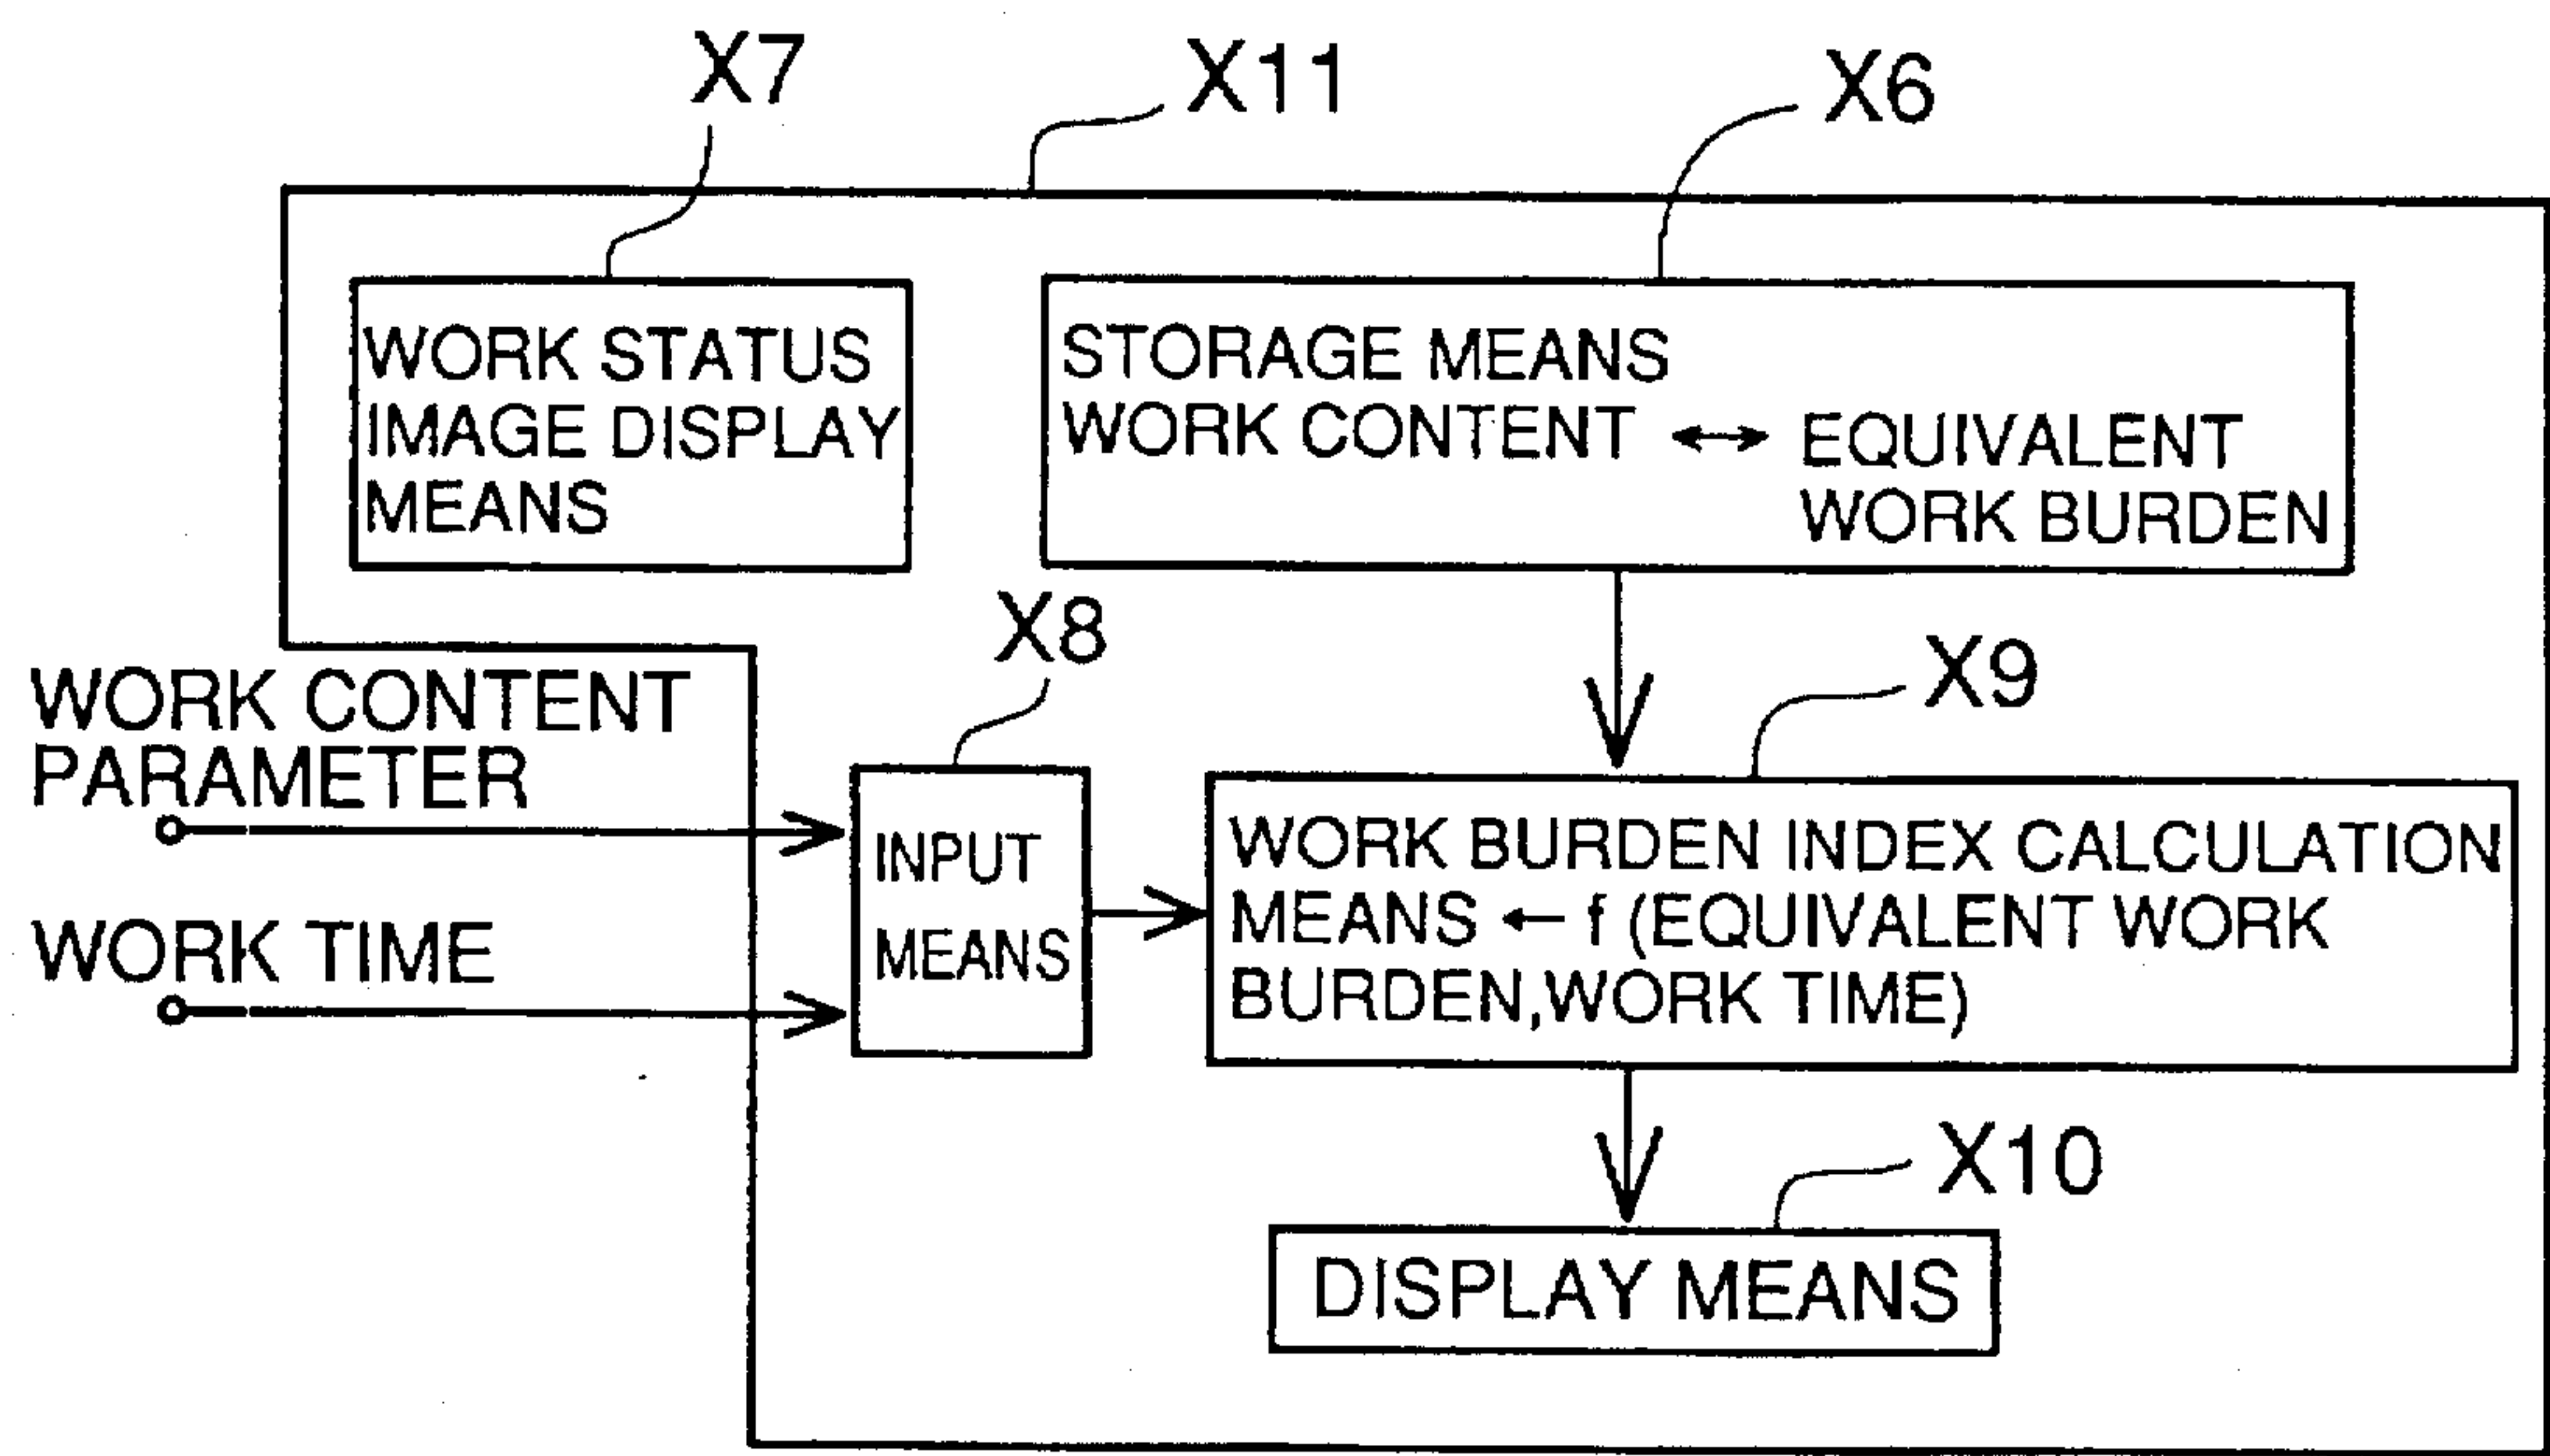 X7
X11
X6
WORK STATUS
IMAGE DISPLAY
MEANS
STORAGE MEANS
WORK CONTENT ↔ EQUIVALENT
WORK BURDEN
X8
X9
WORK CONTENT
PARAMETER
WORK TIME
INPUT
MEANS
WORK BURDEN INDEX CALCULATION
MEANS ← f (EQUIVALENT WORK
BURDEN,WORK TIME)
X10
DISPLAY MEANS